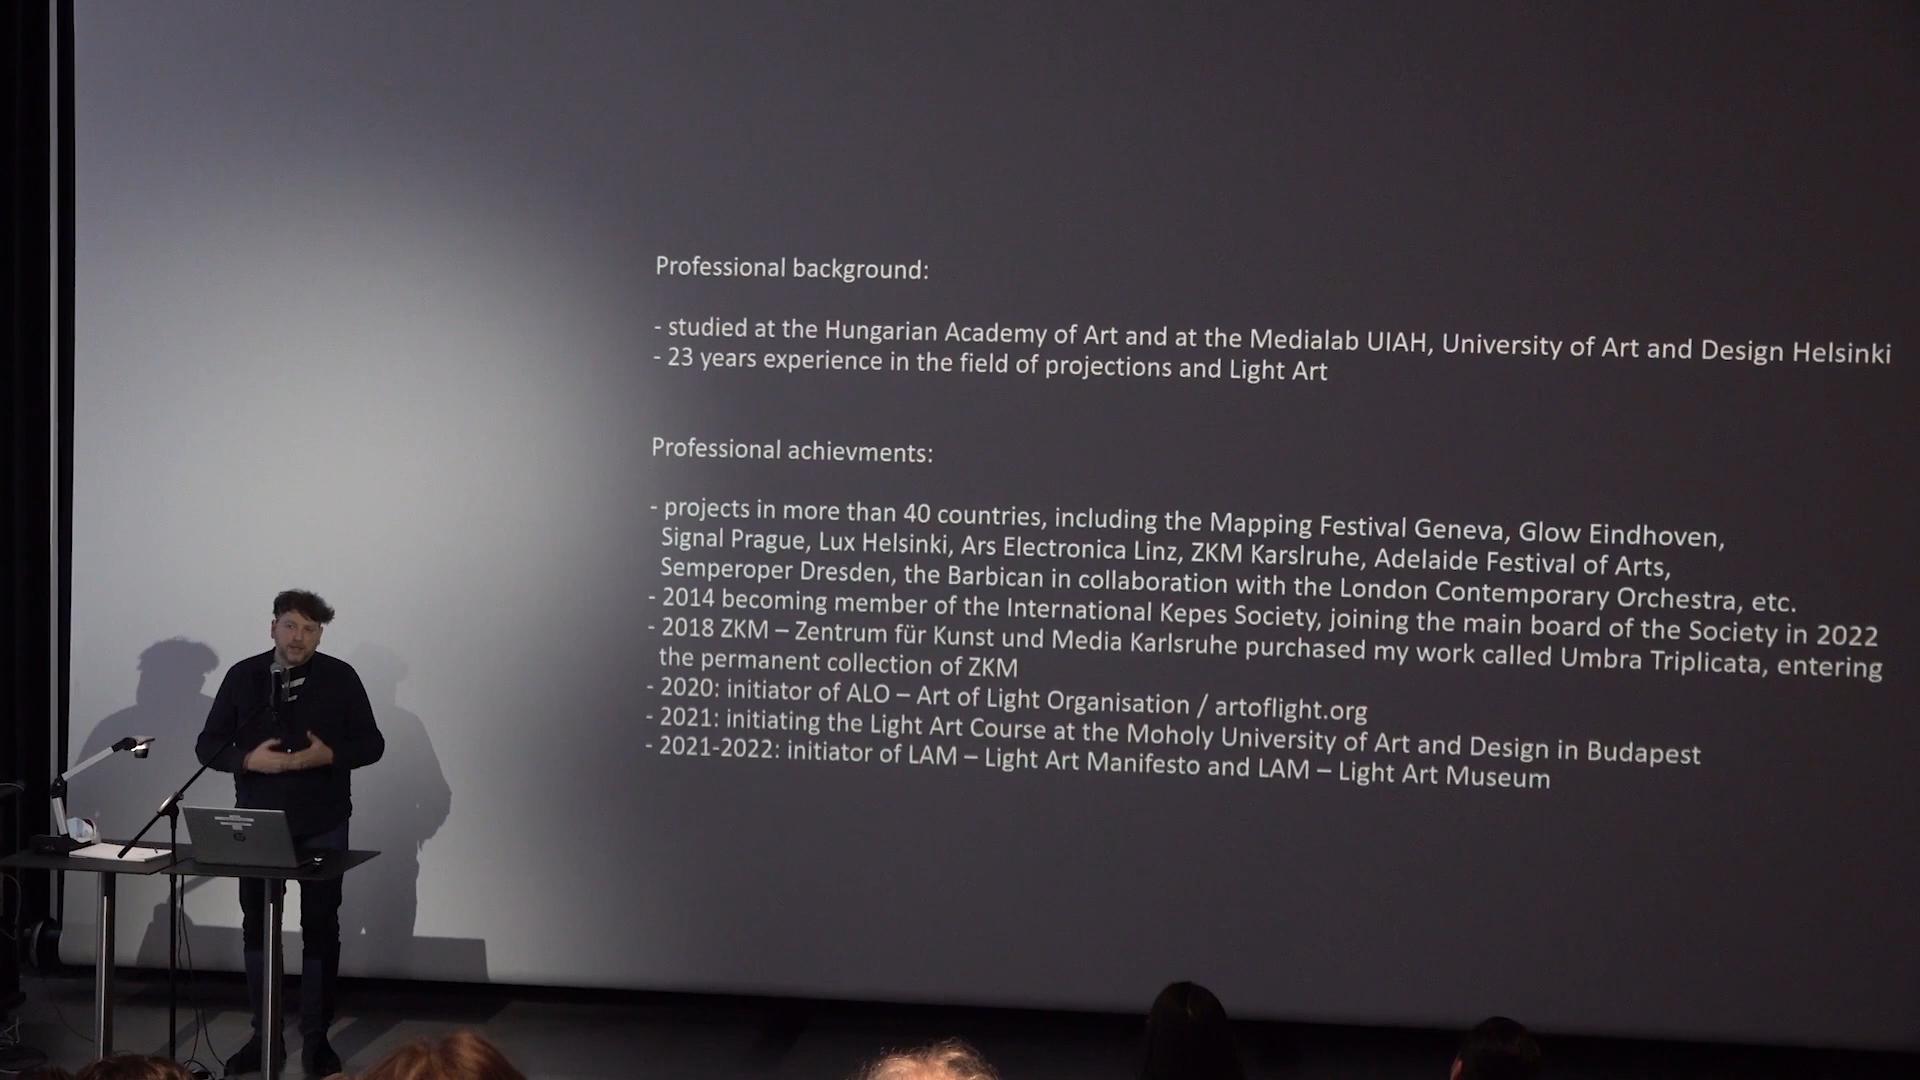 Professional background:
- studied at the Hungarian Academy of Art and at the Medialab UIAH, University of Art and Design Helsinki
- 23 years experience in the field of projections and Light Art
Professional achievments:
- projects in more than 40 countries, including the Mapping Festival Geneva, Glow Eindhoven,
Signal Prague, Lux Helsinki, Ars Electronica Linz, ZKM Karslruhe, Adelaide Festival of Arts,
Semperoper Dresden, the Barbican in collaboration with the London Contemporary Orchestra, etc.
- 2014 becoming member of the International Kepes Society, joining the main board of the Society in 2022
- 2018 ZKM – Zentrum für Kunst und Media Karlsruhe purchased my work called Umbra Triplicata, entering
the permanent collection of ZKM
- 2020: initiator of ALO – Art of Light Organisation / artoflight.org
- 2021: initiating the Light Art Course at the Moholy University of Art and Design in Budapest
- 2021-2022: initiator of LAM – Light Art Manifesto and LAM – Light Art Museum